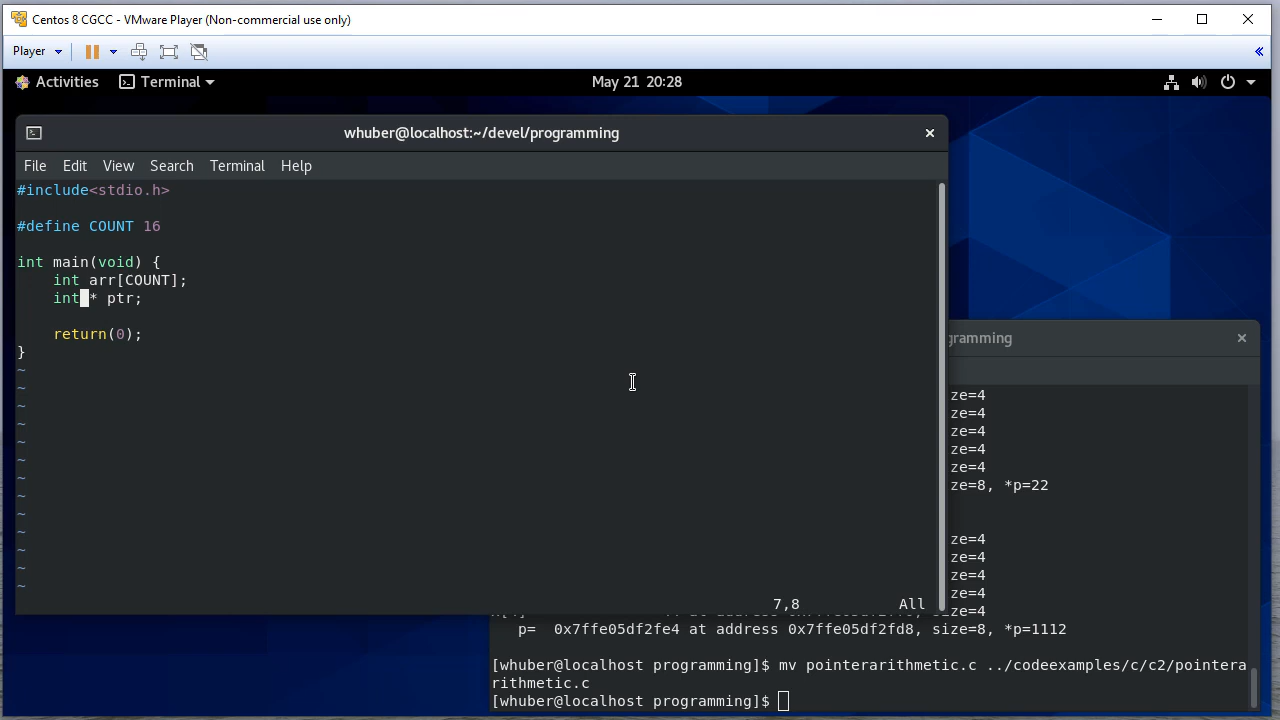 Centos 8 CGCC - VMware Player (Non-commercial use only)
Player
Activities Terminal May 21 20:28
whuber@localhost:~/devel/programming
File Edit View Search Terminal Help
#include<stdio.h>
#define COUNT 16
int main(void) {
int arr[COUNT];
int * ptr;
return(0);
}
~
~
~
~
~
~
~
~
~
~
~
~
~
7,8 All
gramming
ze=4
ze=4
ze=4
ze=4
ze=4
ze=8, *p=22
ze=4
ze=4
ze=4
ze=4
ze=4
p= 0x7ffe05df2fe4 at address 0x7ffe05df2fd8, size=8, *p=1112
[whuber@localhost programming]$ mv pointerarithmetic.c ../codeexamples/c/c2/pointera
rithmetic.c
[whuber@localhost programming]$